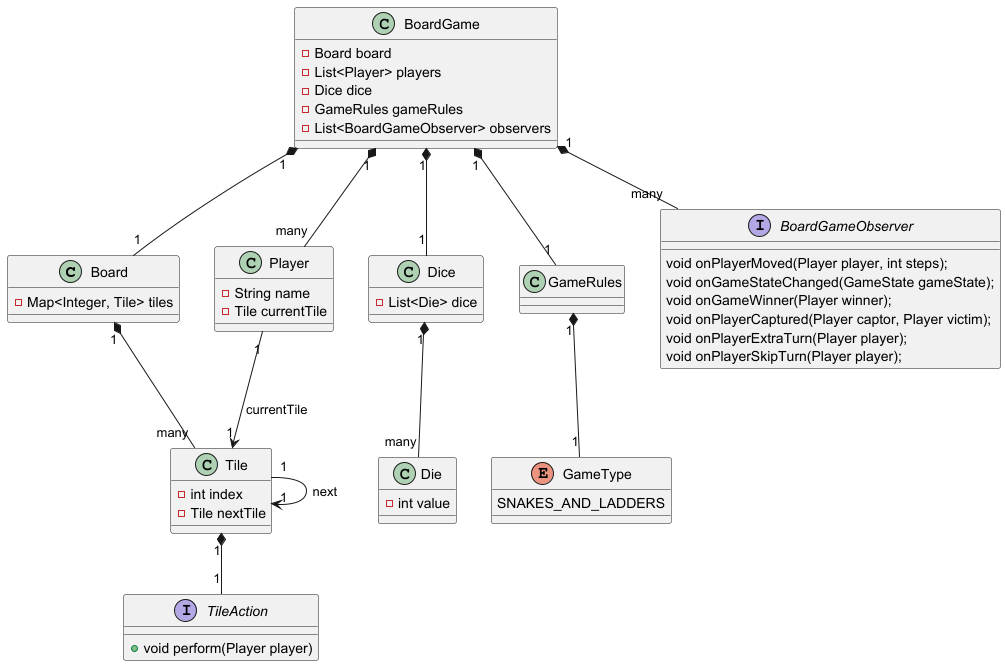 C BoardGame
Board board
List<Player> players
Dice dice
GameRules gameRules
List<BoardGameObserver> observers
1
1
1
1
1
1
many
1
1
many
C Board
Map<Integer, Tile> tiles
C Player
String name
Tile currentTile
C Dice
List<Die> dice
C GameRules
I BoardGameObserver
void onPlayerMoved(Player player, int steps);
void onGameStateChanged(GameState gameState);
void onGameWinner(Player winner);
void onPlayerCaptured(Player captor, Player victim);
void onPlayerExtraTurn(Player player);
void onPlayerSkipTurn(Player player);
1
1
1
1
currentTile
many
1
many
1
C Tile
int index
Tile nextTile
1
1
next
C Die
int value
E GameType
SNAKES_AND_LADDERS
1
1
I TileAction
void perform(Player player)